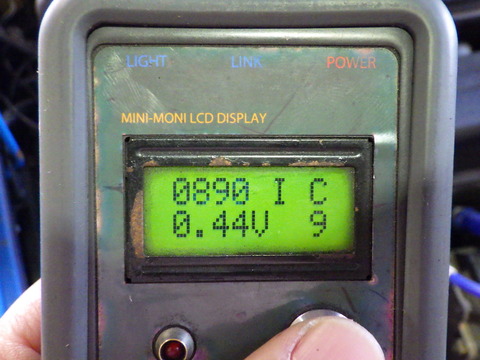 LIGHT LINK POWER
MINI-MONI LCD DISPLAY
0890 I C
0.44V 9